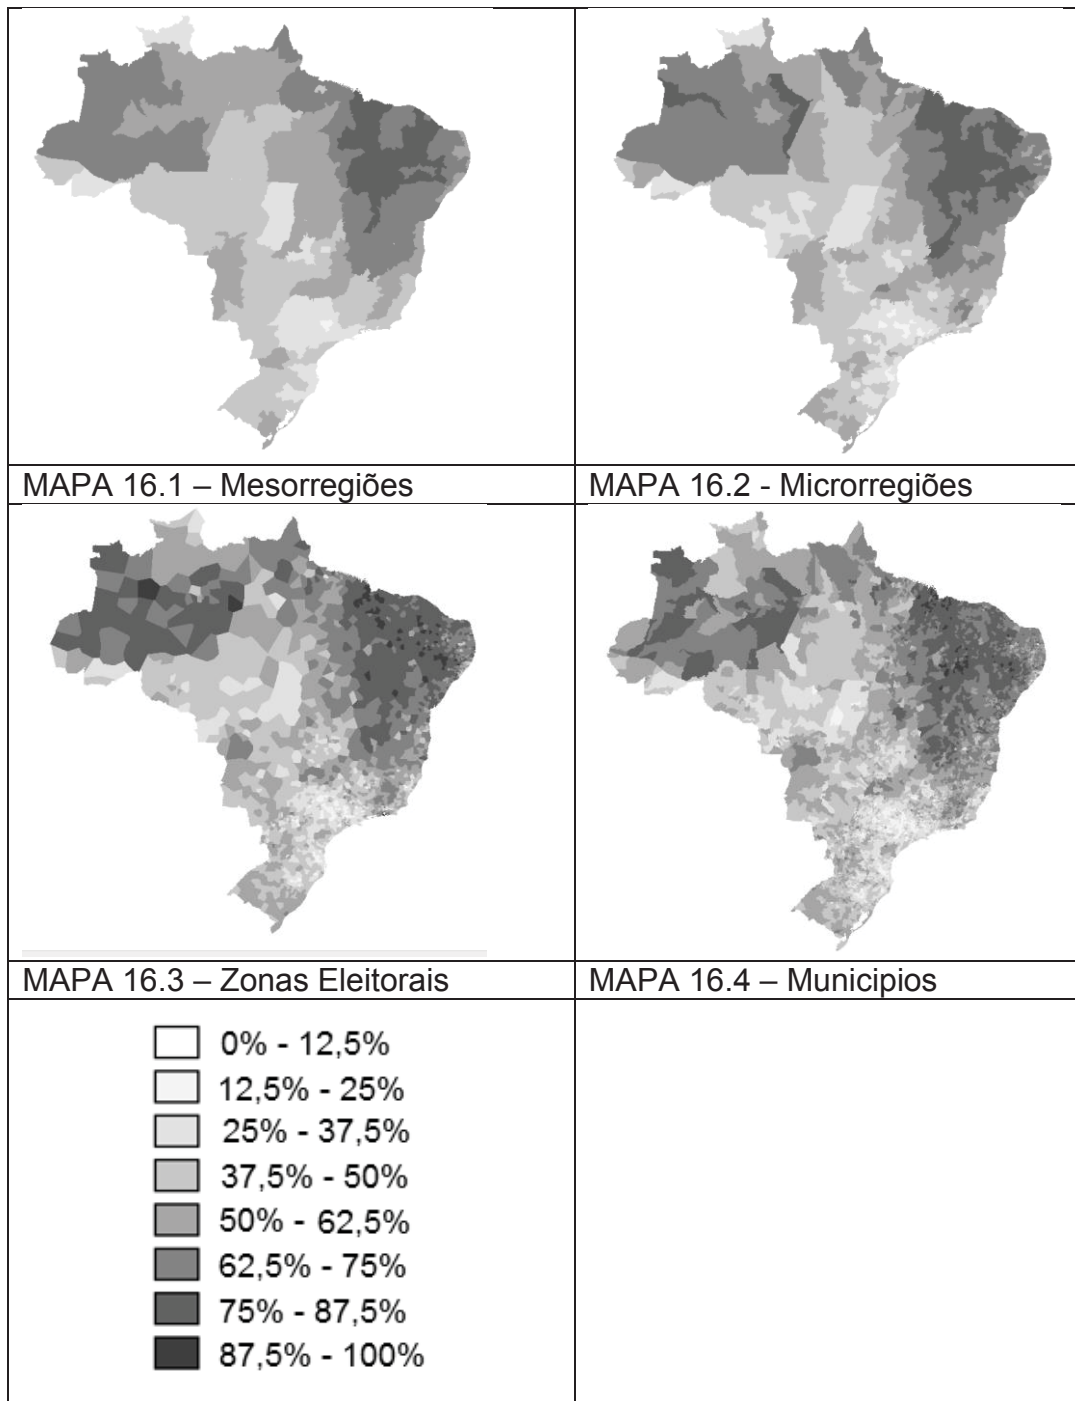 MAPA 16.1 – Mesorregiões
MAPA 16.2 - Microrregiões
MAPA 16.3 – Zonas Eleitorais
MAPA 16.4 – Municipios
0% - 12,5%
12,5% - 25%
25% - 37,5%
37,5% - 50%
50% - 62,5%
62,5% - 75%
75% - 87,5%
87,5% - 100%